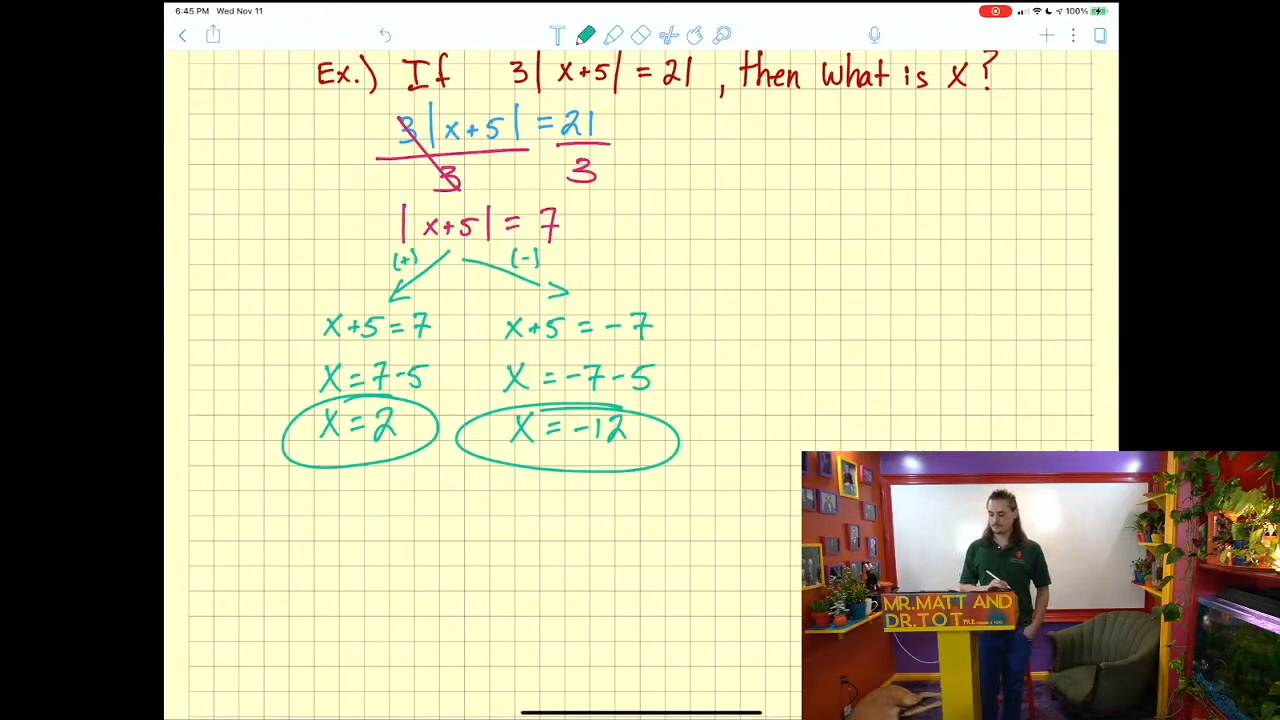 6:45 PM Wed Nov 11
100%
Ex.) If 3|x+5| = 21, then what is x?
3|x+5| = 21
3 3
|x+5| = 7
(+) (-)
x+5=7 x+5 = -7
x = 7-5 x = -7-5
x = 2 x = -12
MR.MATT AND
DR.TOT